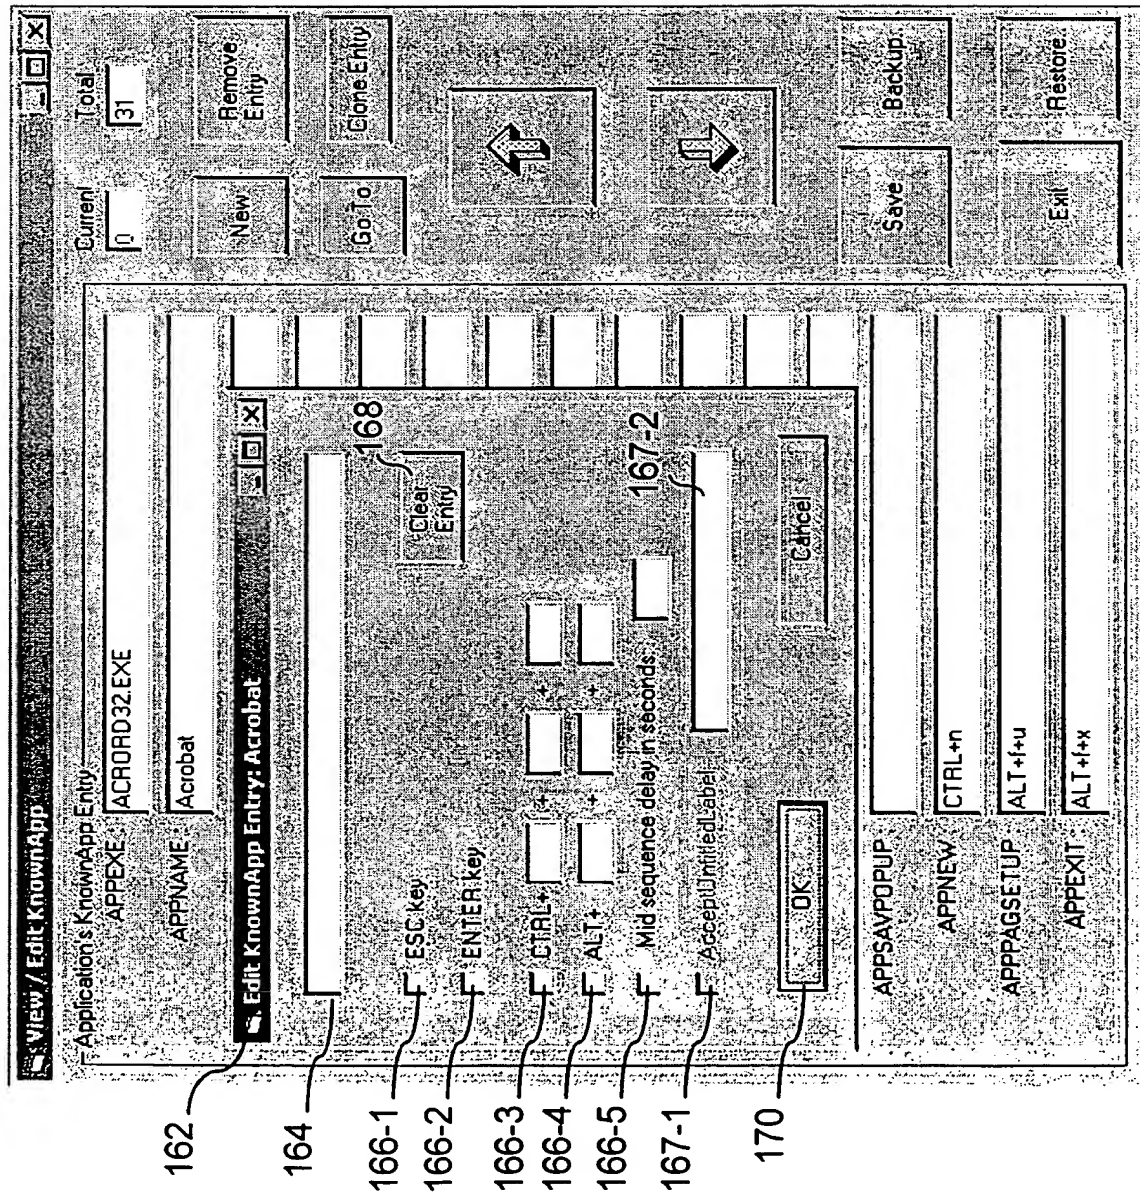 View / Edit KnownApp
Application's KnownApp Entry
APPEXE:
ACRORD32.EXE
APPNAME:
Acrobat
Current
0
Total
31
New
Remove Entry
Go To
Clone Entry
Save
Backup
Exit
Restore
Edit KnownApp Entry: Acrobat
Clear Entry
ESC key
ENTER key
CTRL+ + +
ALT+ + +
Mid sequence delay in seconds:
AcceptUntitledLabel
OK
Cancel
APPSAVPOPUP
APPNEW
CTRL+n
APPPAGSETUP
ALT+f+u
APPEXIT
ALT+f+x
162
164
166-1
166-2
166-3
166-4
166-5
167-1
170
168
167-2